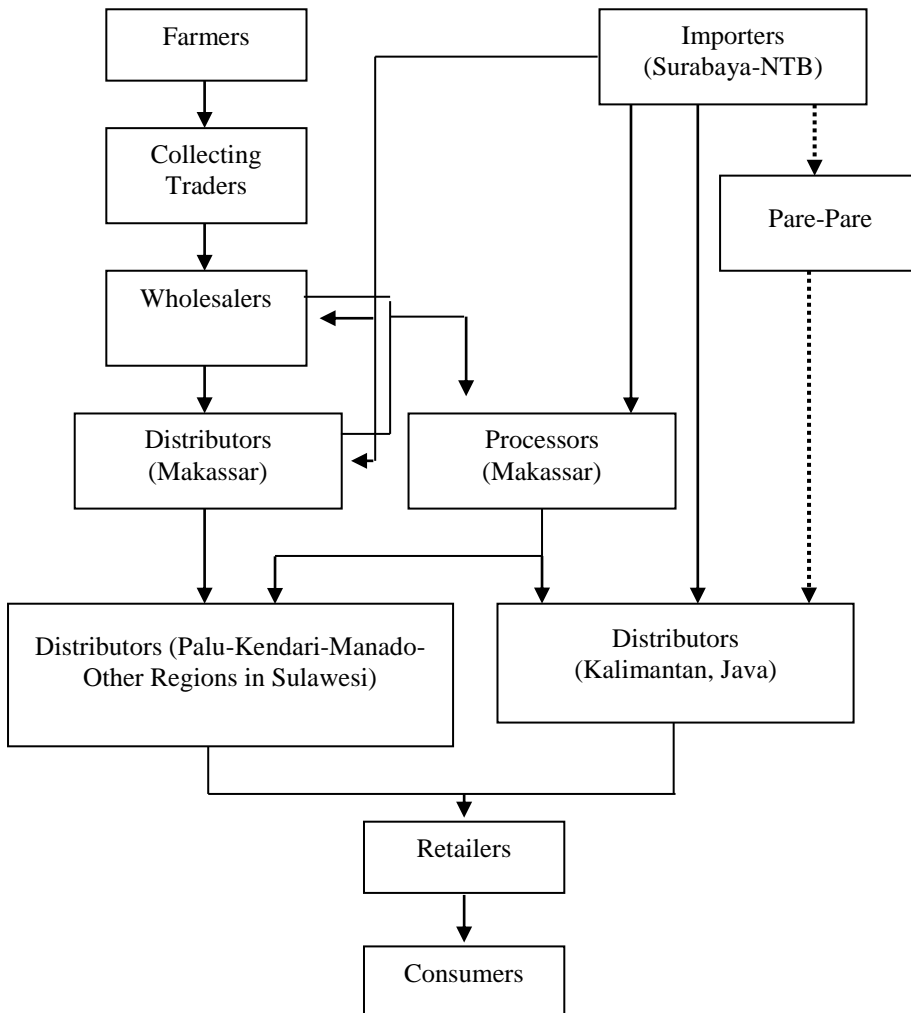 Farmers
Importers
(Surabaya-NTB)
Collecting
Traders
Pare-Pare
Wholesalers
Distributors
(Makassar)
Processors
(Makassar)
Distributors (Palu-Kendari-Manado-
Other Regions in Sulawesi)
Distributors
(Kalimantan, Java)
Retailers
Consumers